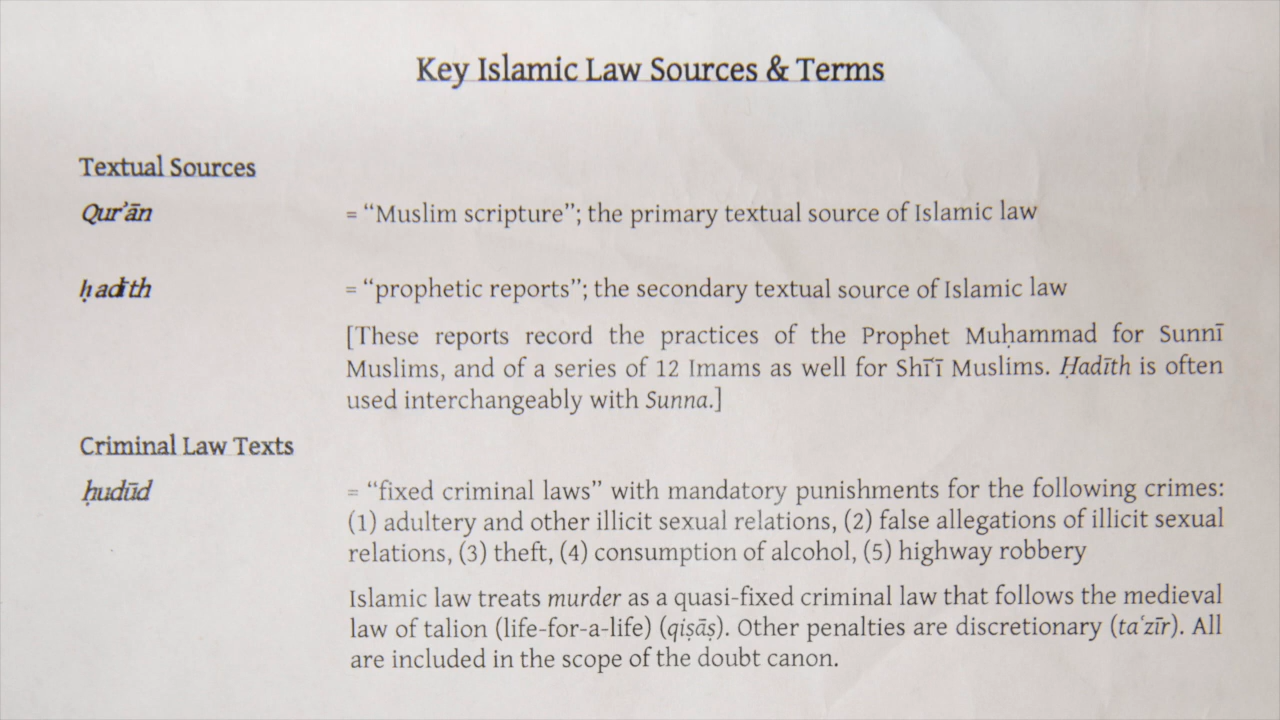 Key Islamic Law Sources & Terms
Textual Sources
Qur’ān = “Muslim scripture”; the primary textual source of Islamic law
ḥadīth = “prophetic reports”; the secondary textual source of Islamic law
[These reports record the practices of the Prophet Muḥammad for Sunnī
Muslims, and of a series of 12 Imams as well for Shī‘ī Muslims. Ḥadīth is often
used interchangeably with Sunna.]
Criminal Law Texts
ḥudūd = “fixed criminal laws” with mandatory punishments for the following crimes:
(1) adultery and other illicit sexual relations, (2) false allegations of illicit sexual
relations, (3) theft, (4) consumption of alcohol, (5) highway robbery
Islamic law treats murder as a quasi-fixed criminal law that follows the medieval
law of talion (life-for-a-life) (qiṣāṣ). Other penalties are discretionary (ta‘zīr). All
are included in the scope of the doubt canon.